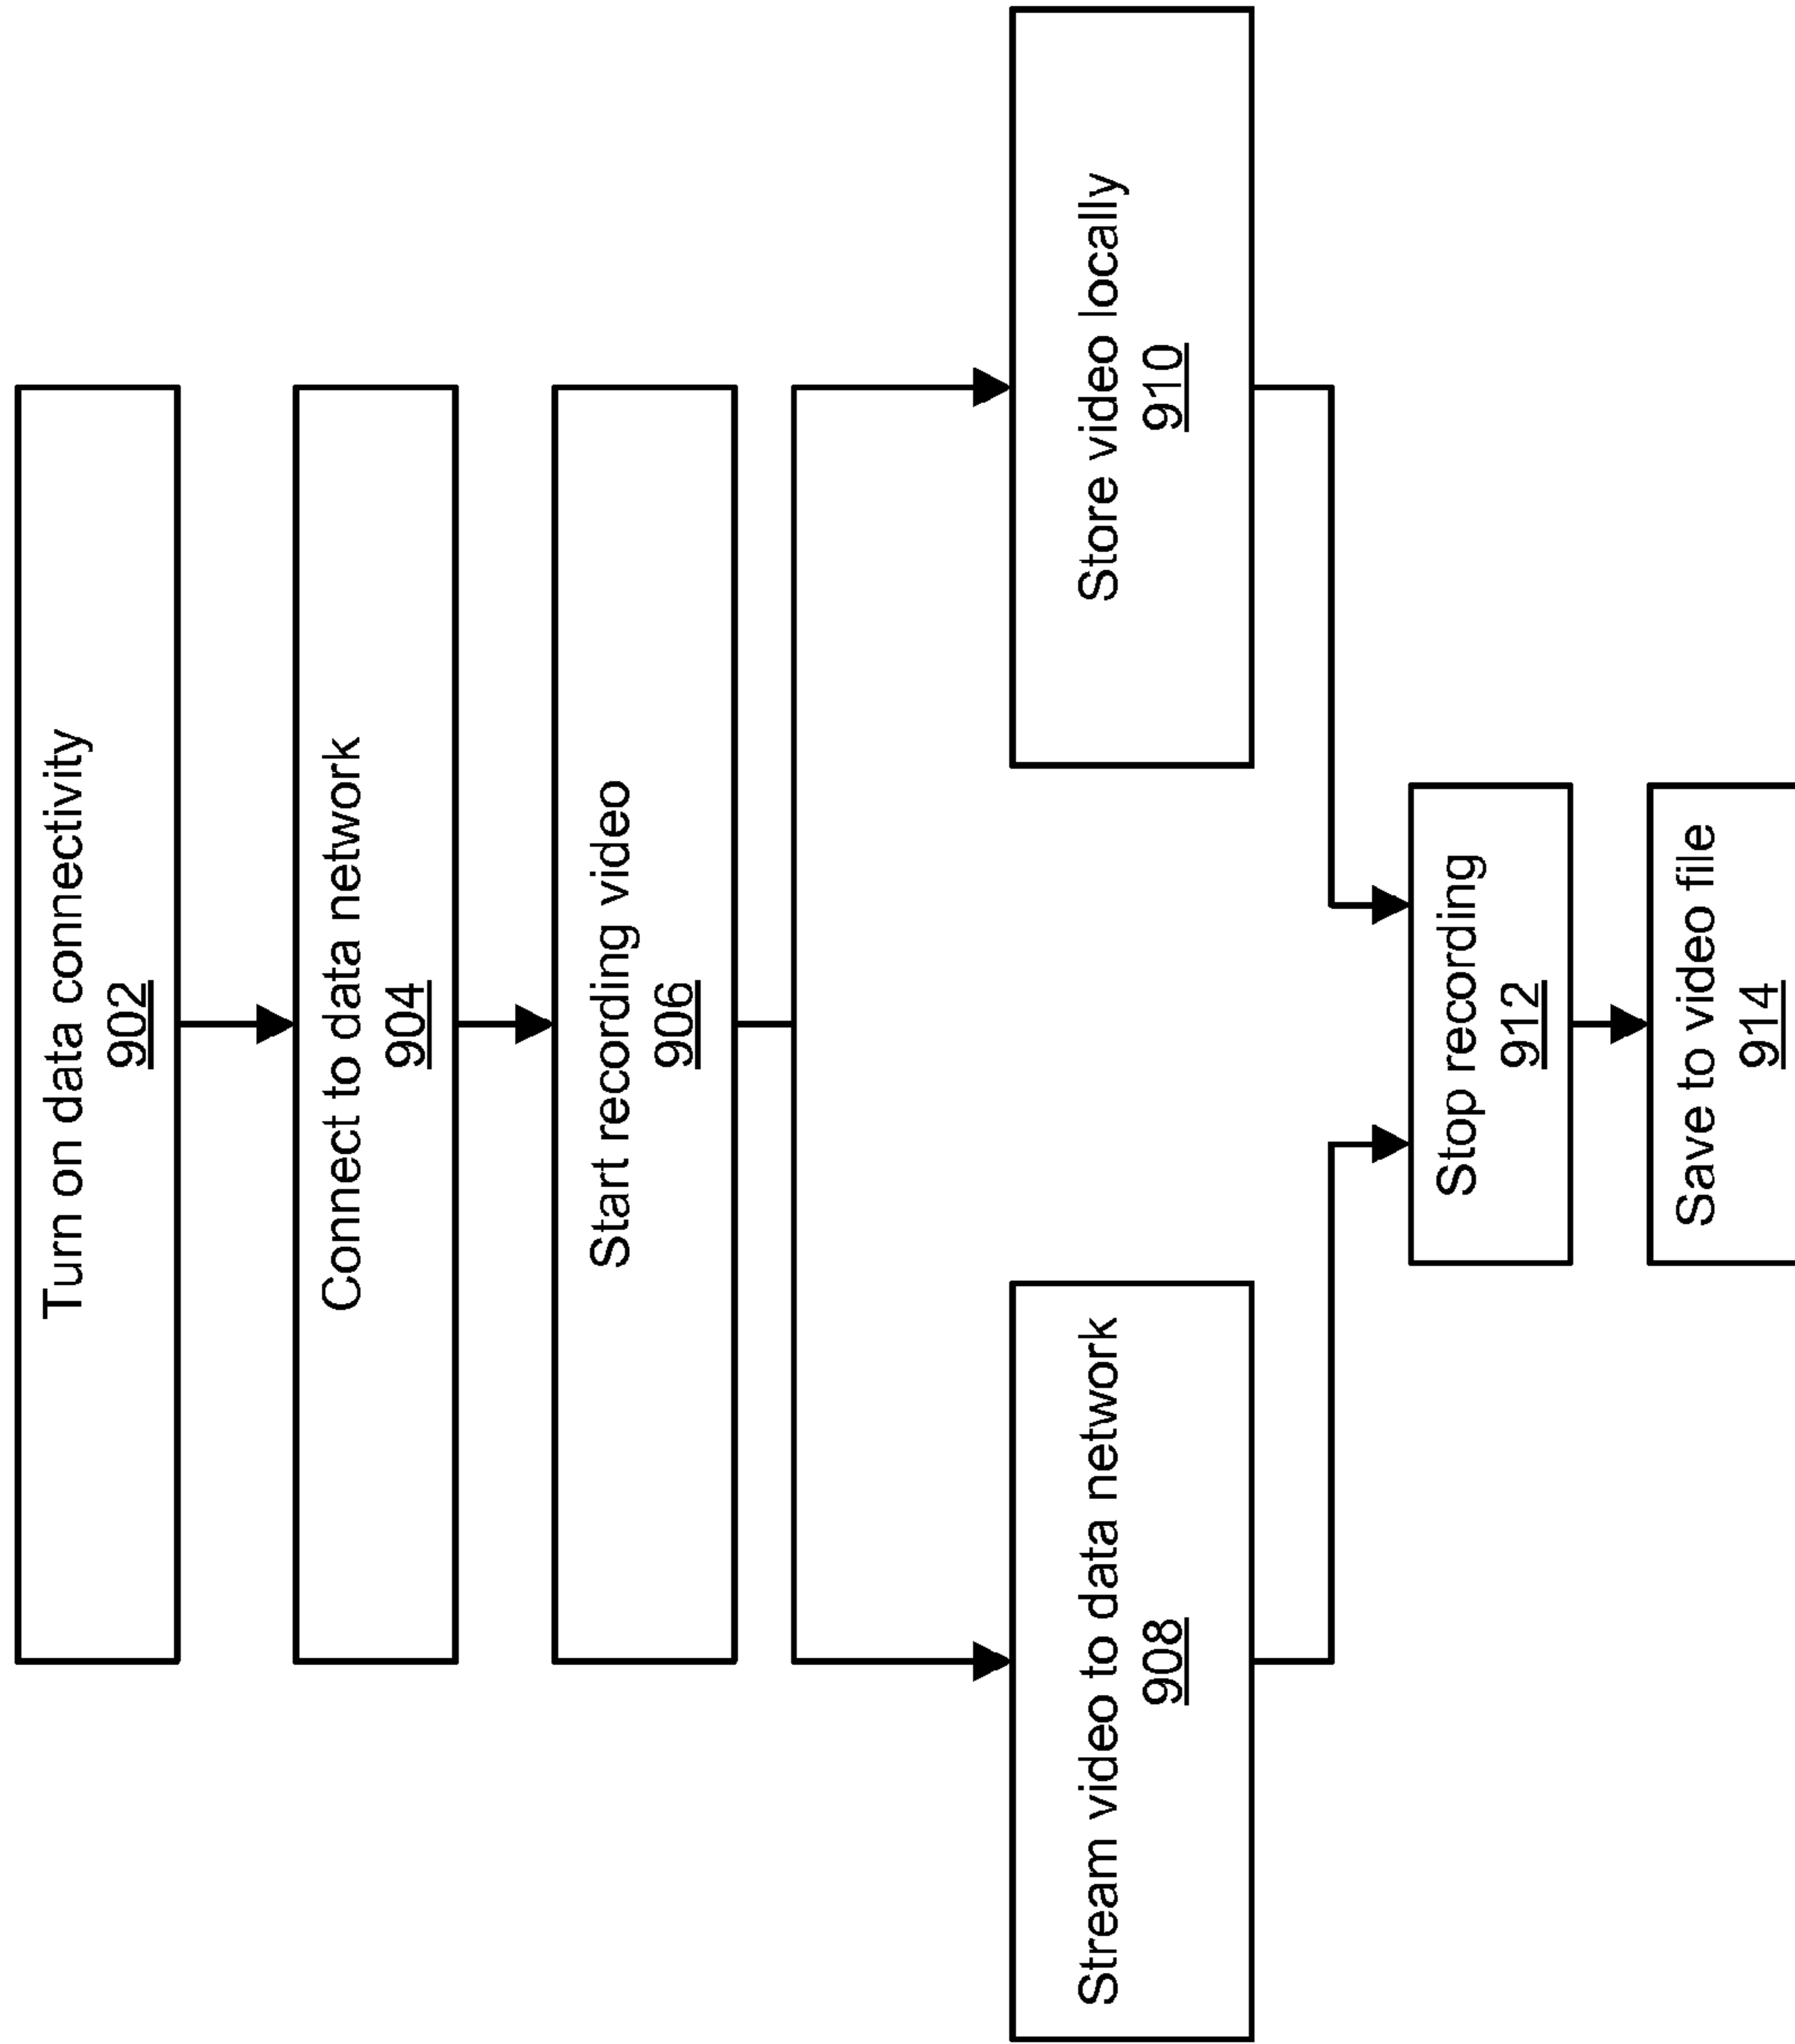 Turn on data connectivity
902
Connect to data network
904
Start recording video
906
Stream video to data network
908
Store video locally
910
Stop recording
912
Save to video file
914